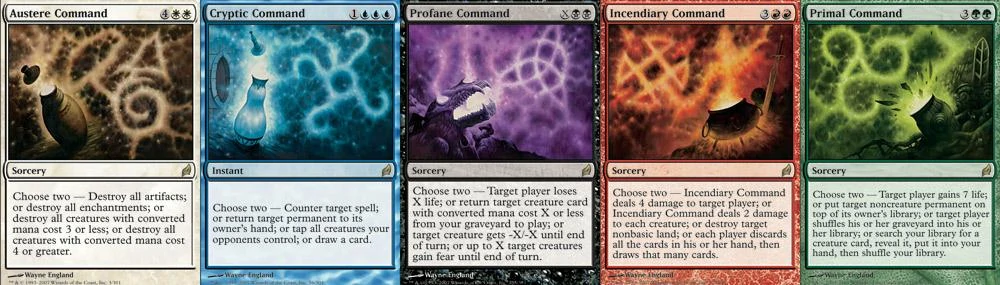 Austere Command 4
Sorcery
Choose two — Destroy all artifacts;
or destroy all enchantments; or
destroy all creatures with converted
mana cost 3 or less; or destroy all
creatures with converted mana cost
4 or greater.
Wayne England
Cryptic Command 1
Instant
Choose two — Counter target spell;
or return target permanent to its
owner's hand; or tap all creatures your
opponents control; or draw a card.
Wayne England
Profane Command X
Sorcery
Choose two — Target player loses
X life; or return target creature card
with converted mana cost X or less
from your graveyard to play; or
target creature gets -X/-X until end
of turn; or up to X target creatures
gain fear until end of turn.
Wayne England
Incendiary Command 3
Sorcery
Choose two — Incendiary Command
deals 4 damage to target player; or
Incendiary Command deals 2 damage
to each creature; or destroy target
nonbasic land; or each player discards
all the cards in his or her hand, then
draws that many cards.
Wayne England
Primal Command 3
Sorcery
Choose two — Target player gains 7 life;
or put target noncreature permanent on
top of its owner's library; or target player
shuffles his or her graveyard into his or
her library; or search your library for a
creature card, reveal it, put it into your
hand, then shuffle your library.
Wayne England